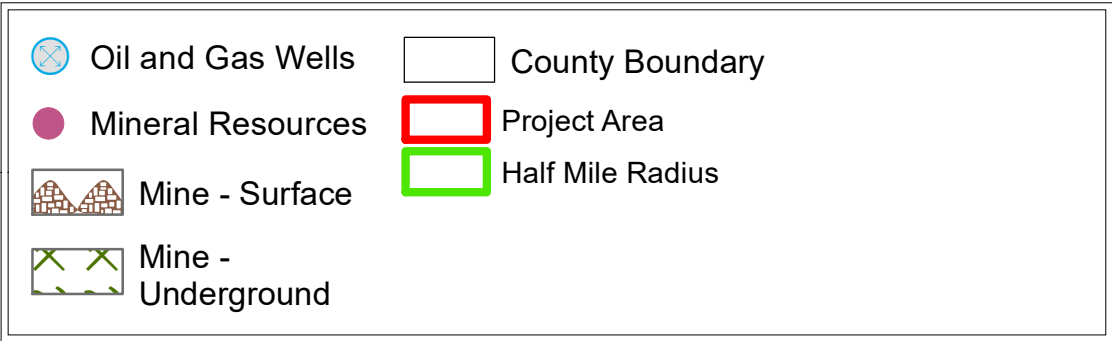 Oil and Gas Wells
Mineral Resources
Mine - Surface
Mine -
Underground
County Boundary
Project Area
Half Mile Radius